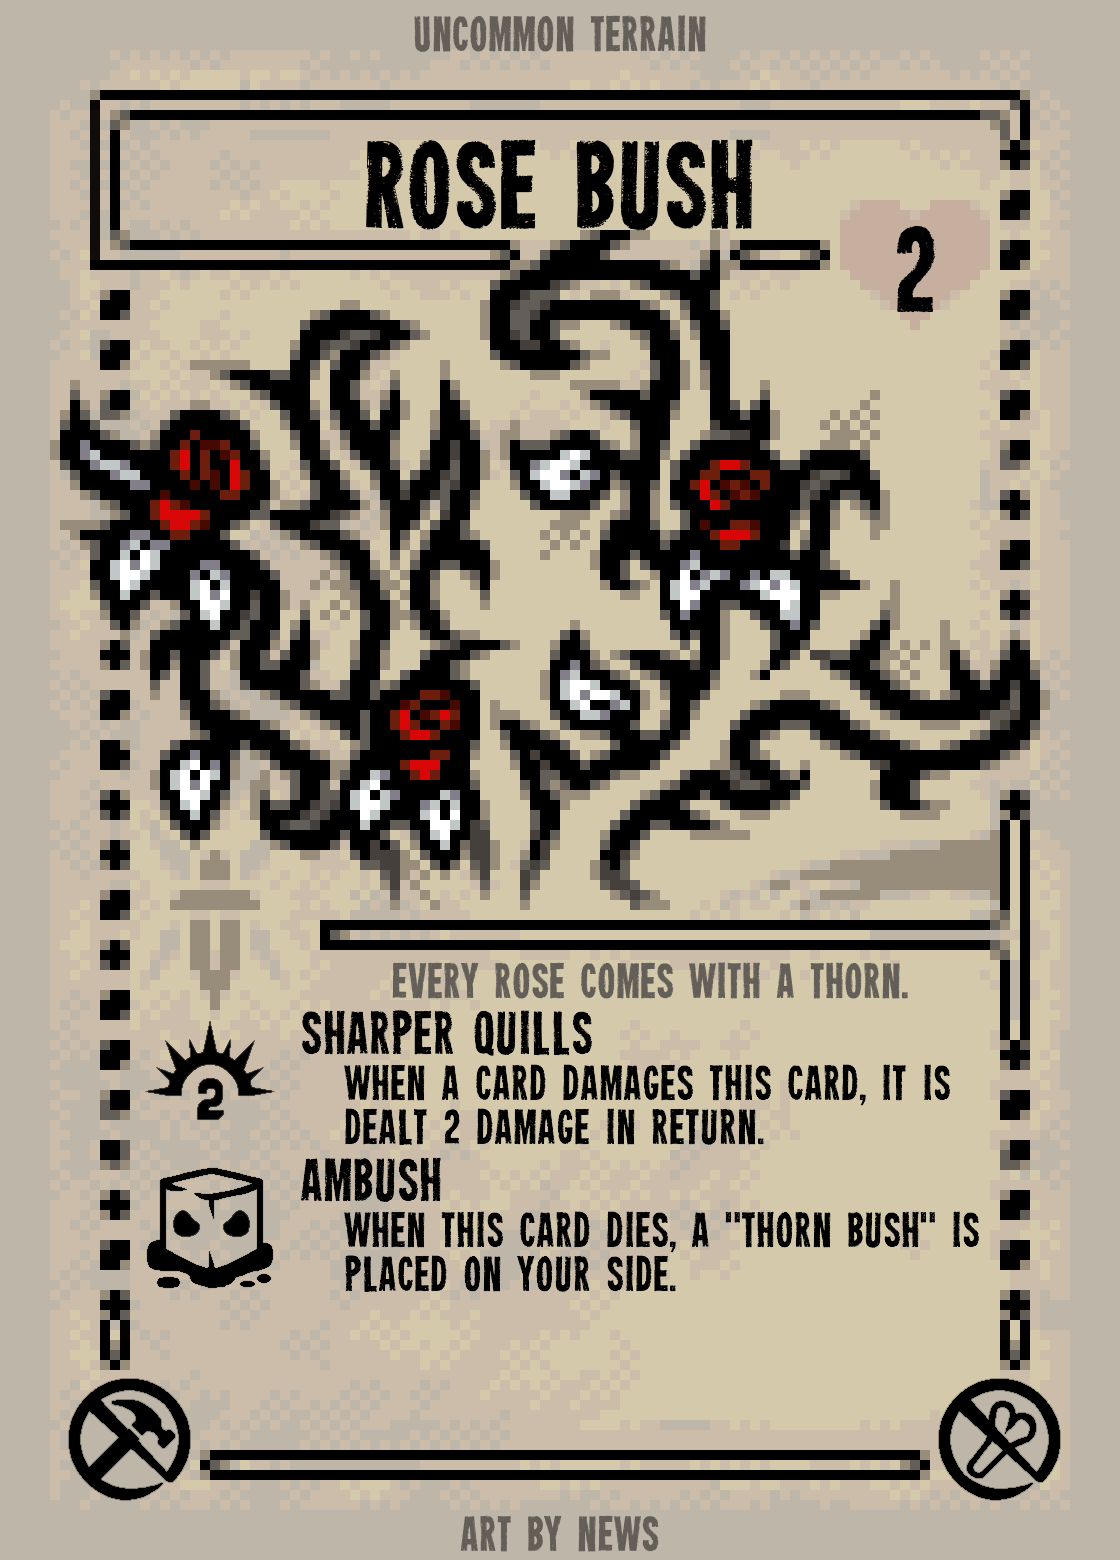 UNCOMMON TERRAIN
ROSE BUSH
2
EVERY ROSE COMES WITH A THORN.
SHARPER QUILLS
WHEN A CARD DAMAGES THIS CARD, IT IS
DEALT 2 DAMAGE IN RETURN.
2
AMBUSH
WHEN THIS CARD DIES, A "THORN BUSH" IS
PLACED ON YOUR SIDE.
ART BY NEWS